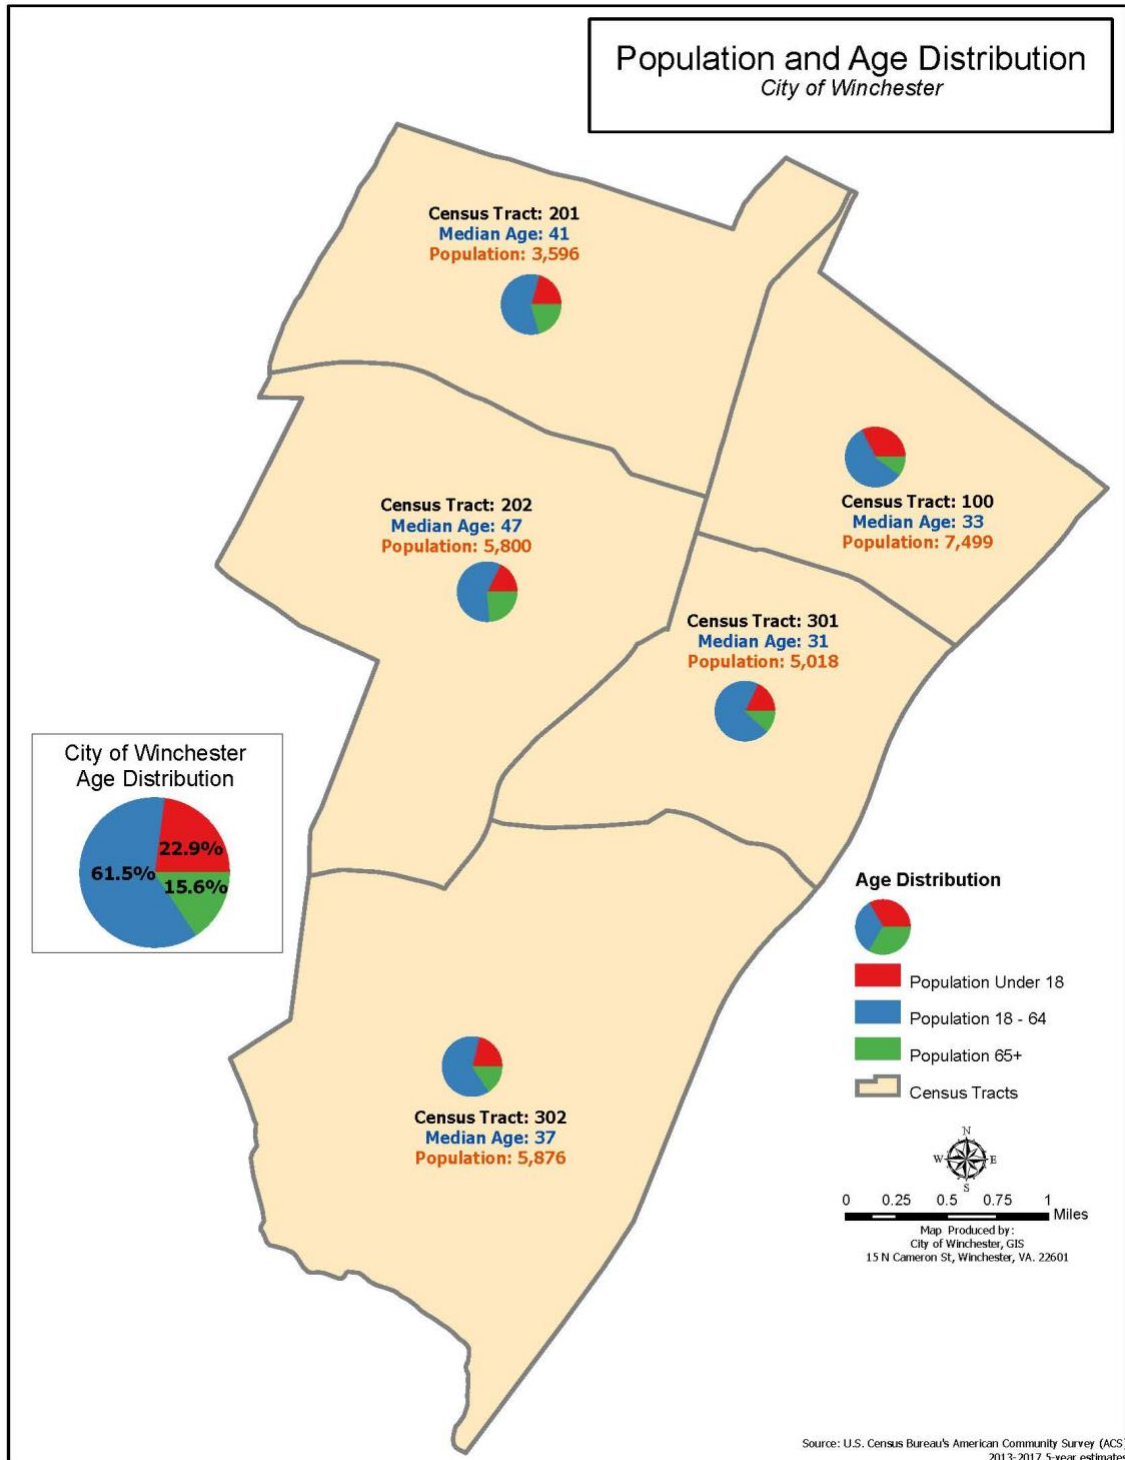 Population and Age Distribution
City of Winchester
Census Tract: 201
Median Age: 41
Population: 3,596
Census Tract: 100
Median Age: 33
Population: 7,499
Census Tract: 202
Median Age: 47
Population: 5,800
Census Tract: 301
Median Age: 31
Population: 5,018
City of Winchester
Age Distribution
22.9%
61.5%
15.6%
Census Tract: 302
Median Age: 37
Population: 5,876
Age Distribution
Population Under 18
Population 18 - 64
Population 65+
Census Tracts
N
W E
S
0 0.25 0.5 0.75 1
Miles
Map Produced by:
City of Winchester, GIS
15 N Cameron St, Winchester, VA. 22601
Source: U.S. Census Bureau's American Community Survey (ACS)
2013-2017 5-year estimates